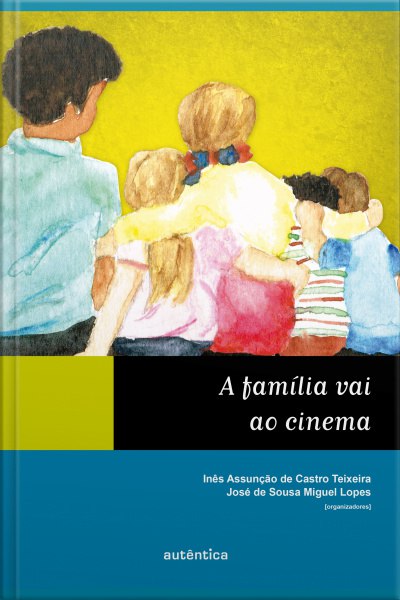 A família vai
ao cinema
Inês Assunção de Castro Teixeira
José de Sousa Miguel Lopes
[organizadores]
autêntica